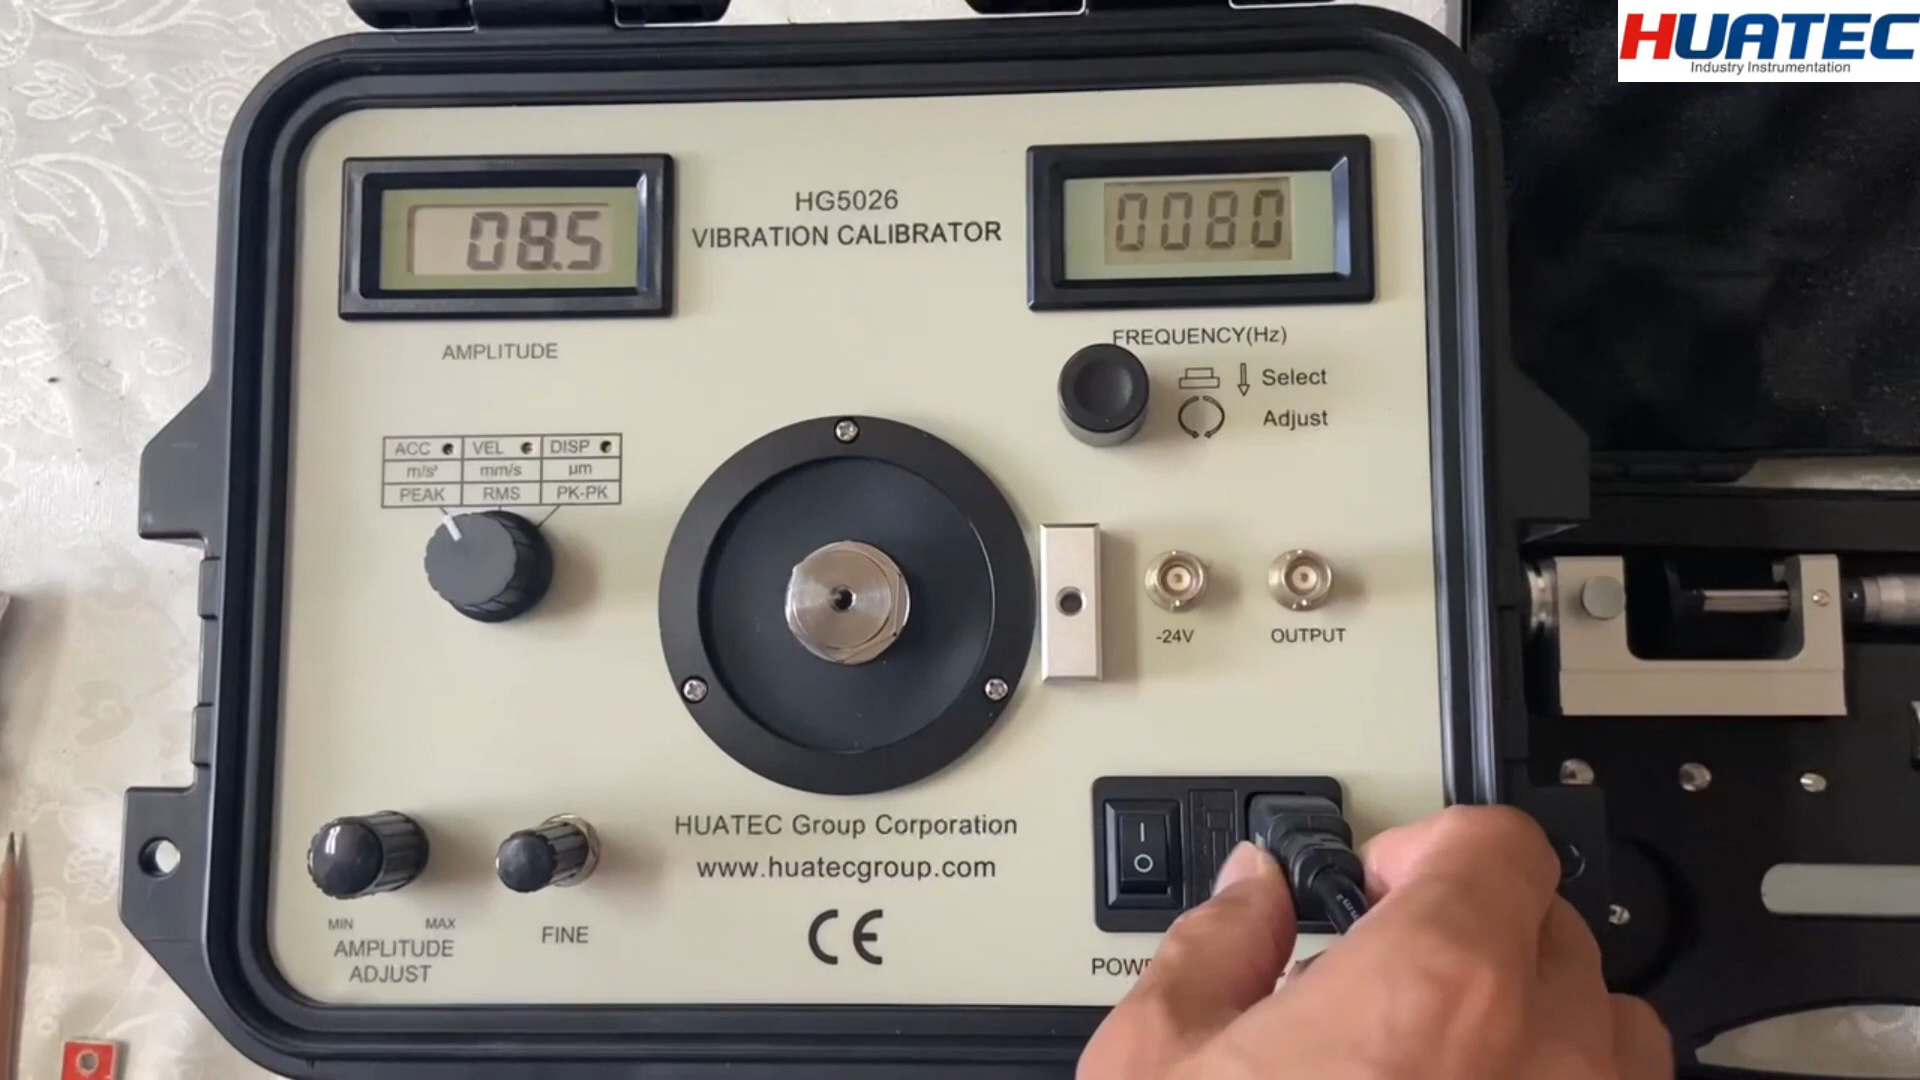 HUATEC
Industry Instrumentation
08.5
HG5026
VIBRATION CALIBRATOR
0080
AMPLITUDE
FREQUENCY(Hz)
Select
Adjust
ACC VEL DISP
m/s² mm/s µm
PEAK RMS PK-PK
-24V
OUTPUT
HUATEC Group Corporation
www.huatecgroup.com
MIN MAX
AMPLITUDE
ADJUST
FINE
CE